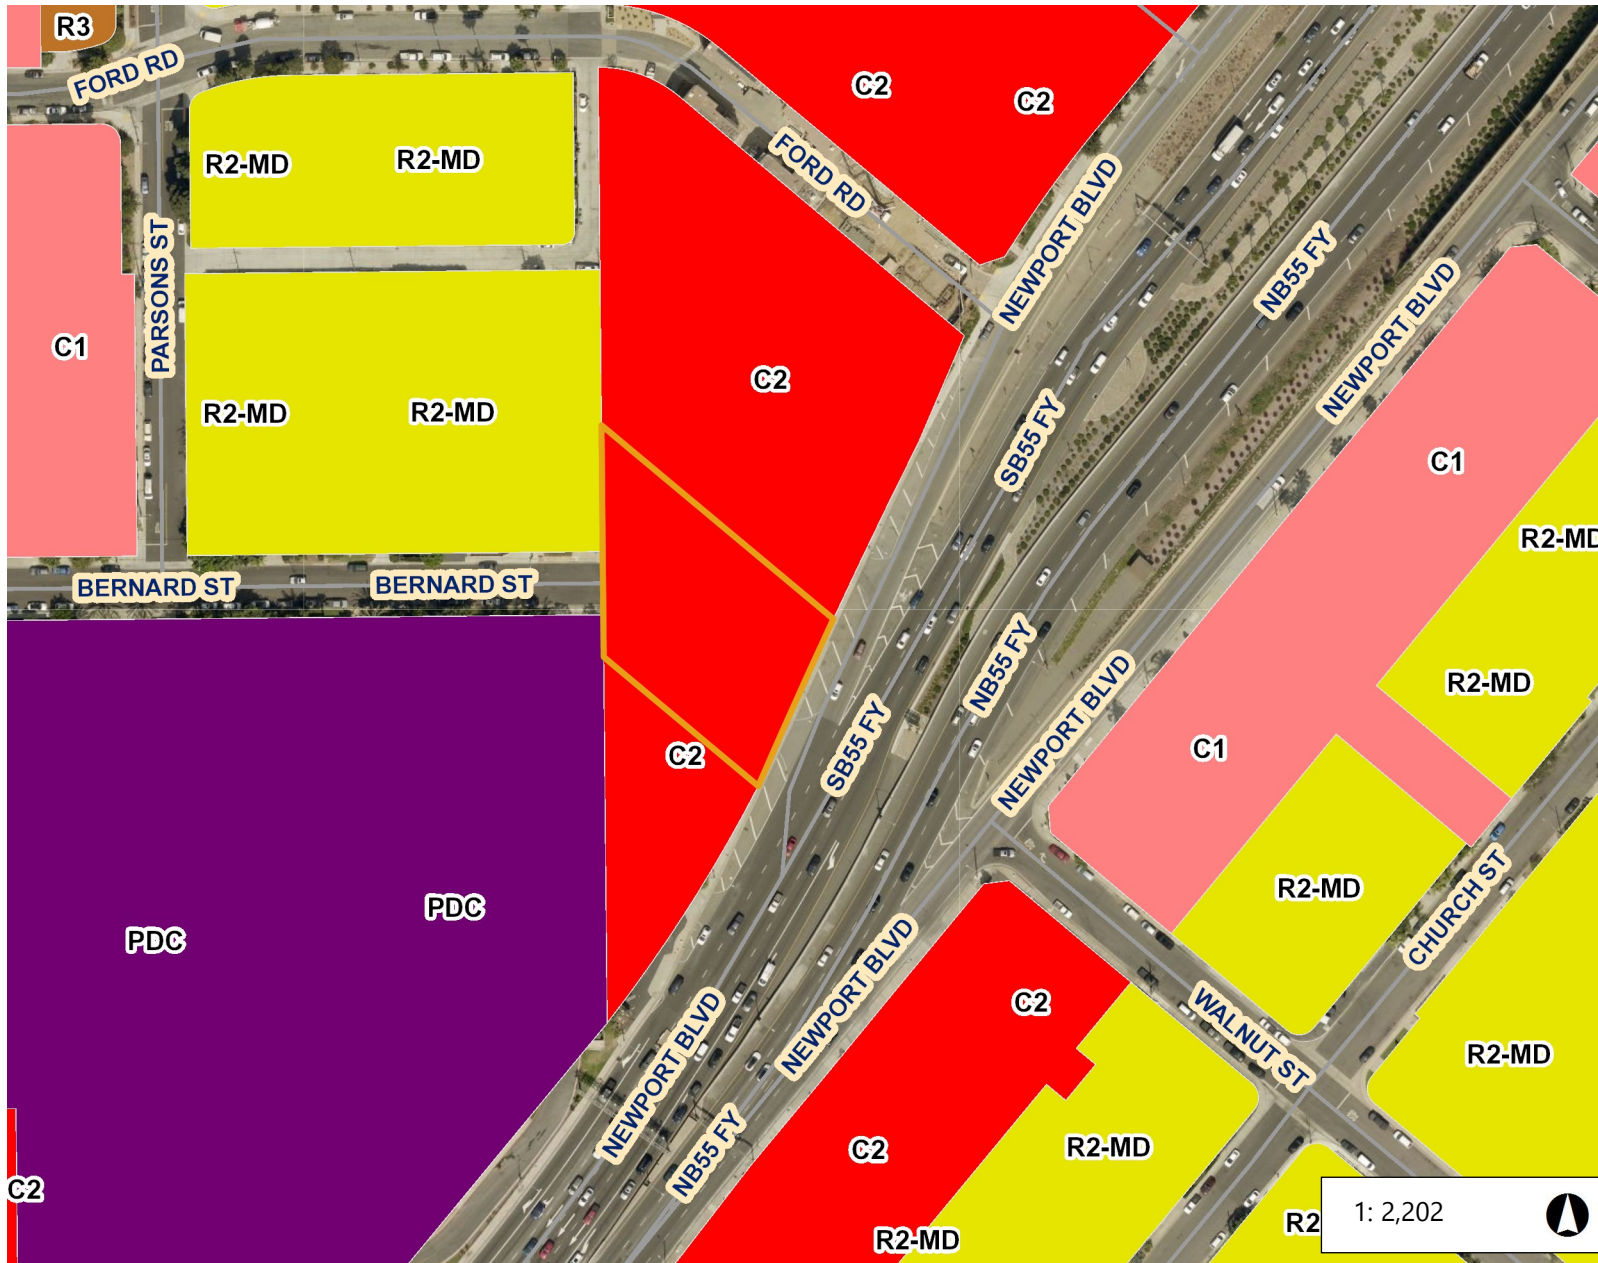 R3
FORD RD
C2
C2
R2-MD
R2-MD
FORD RD
NEWPORT BLVD
PARSONS ST
NB55 FY
NEWPORT BLVD
C1
C2
R2-MD
R2-MD
SB55 FY
C1
R2-MD
BERNARD ST
BERNARD ST
NB55 FY
R2-MD
NEWPORT BLVD
SB55 FY
C2
C1
R2-MD
CHURCH ST
PDC
PDC
NEWPORT BLVD
C2
WALNUT ST
R2-MD
NEWPORT BLVD
C2
R2-MD
NB55 FY
C2
R2-MD
R2
1: 2,202